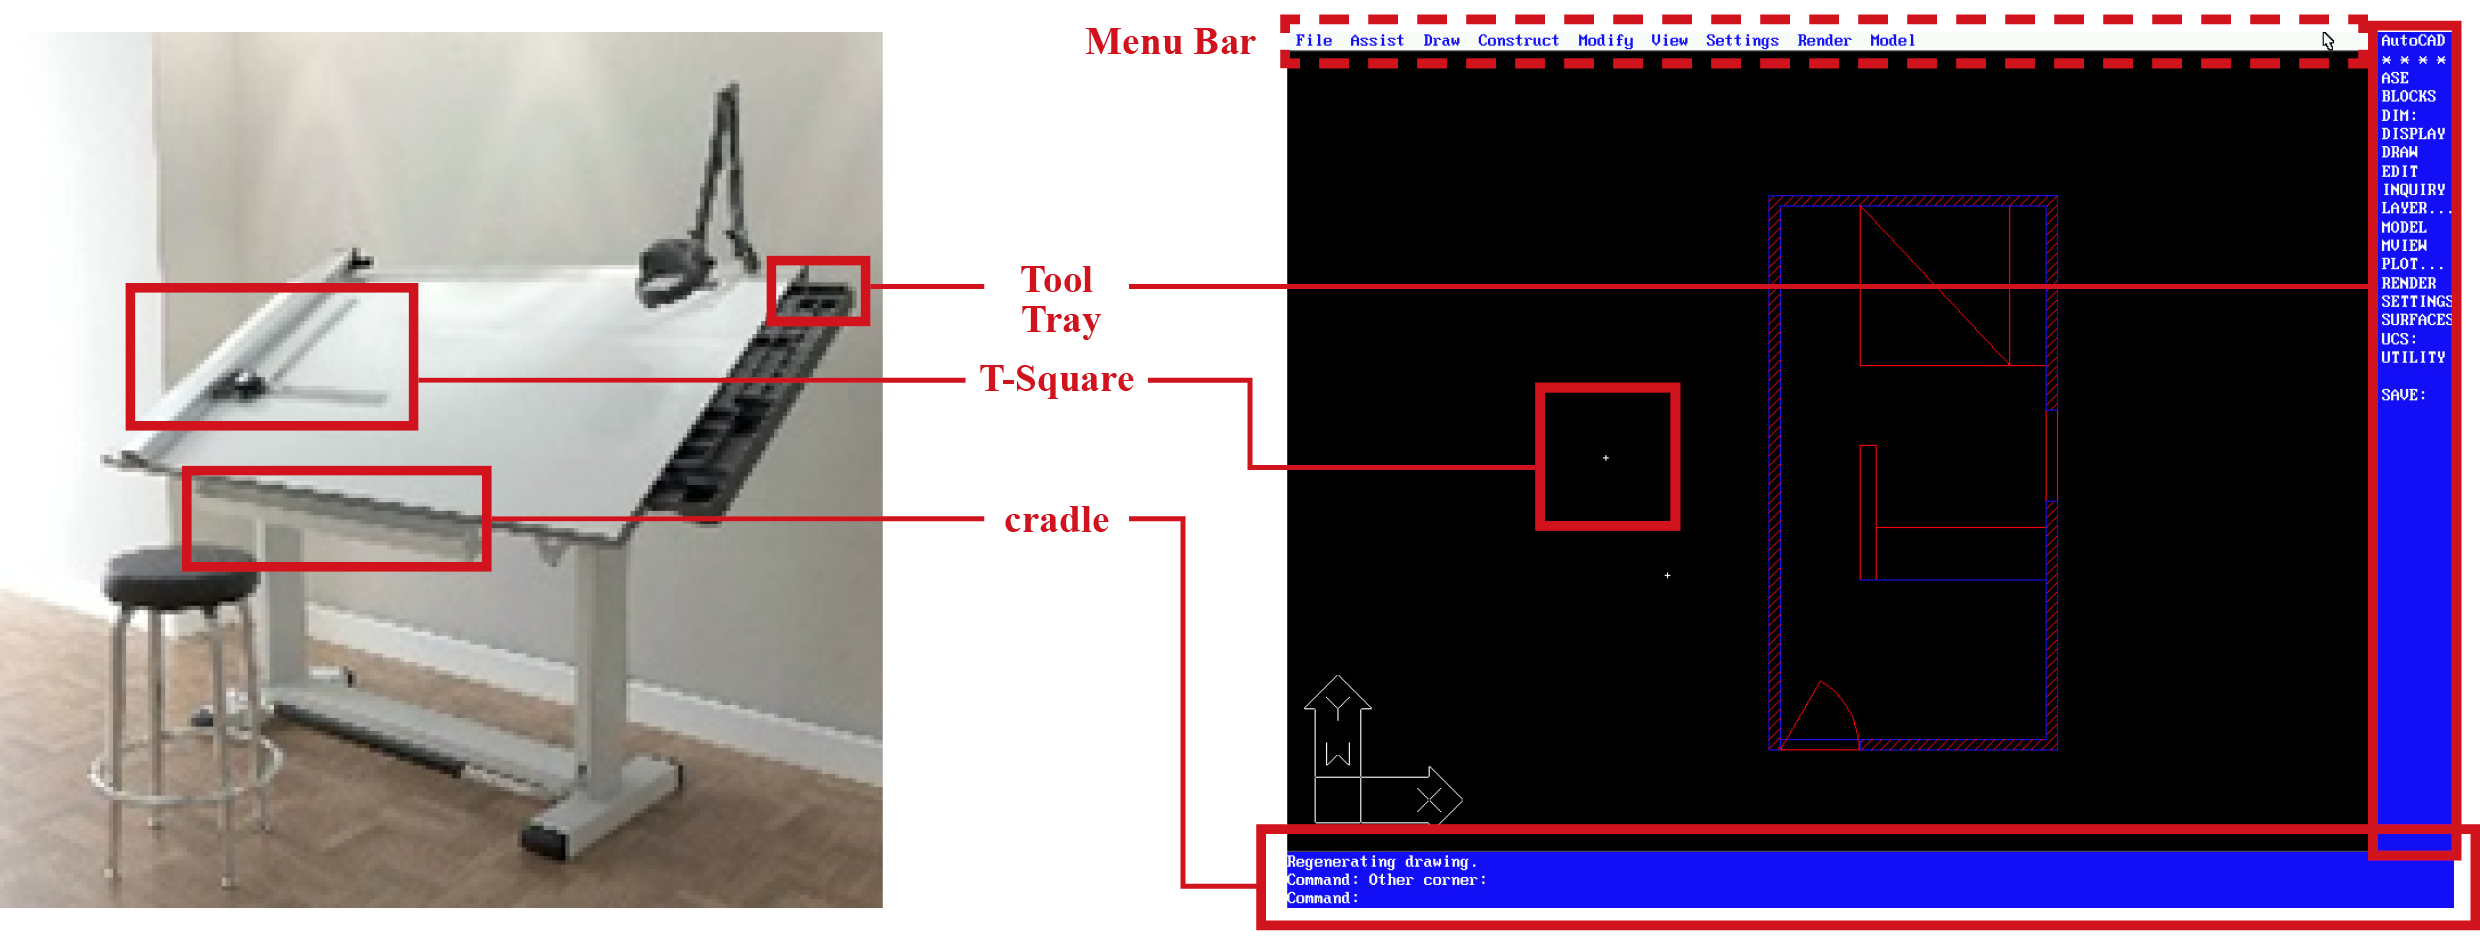 Menu Bar
File Assist Draw Construct Modify View Settings Render Model
AutoCAD
* * * *
ASE
BLOCKS
DIM:
DISPLAY
DRAW
EDIT
INQUIRY
LAYER...
MODEL
MVIEW
PLOT...
RENDER
SETTINGS
SURFACES
UCS:
UTILITY
SAVE:
Tool
Tray
T-Square
cradle
Y
W
X
Regenerating drawing.
Command: Other corner:
Command: